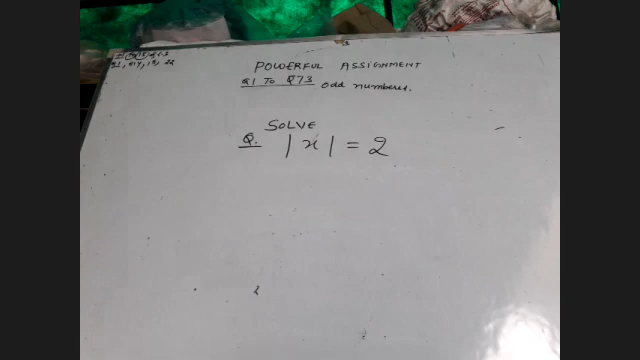 POWERFUL ASSIGNMENT
Q1 TO Q73 odd numbers.
SOLVE
Q. |x| = 2